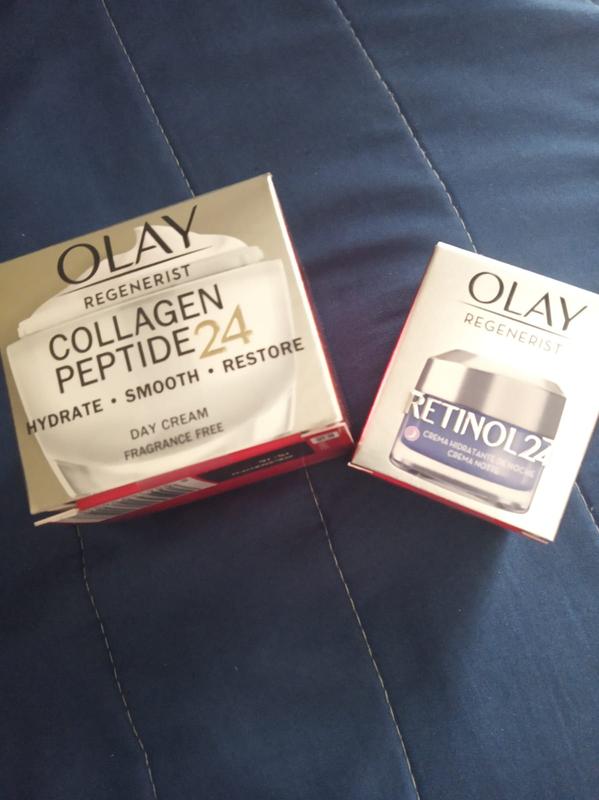 OLAY
REGENERIST
COLLAGEN
PEPTIDE24
HYDRATE • SMOOTH • RESTORE
DAY CREAM
FRAGRANCE FREE
OLAY
REGENERIST
RETINOL24
CREMA HIDRATANTE DE NOCHE
CREMA NOTTE